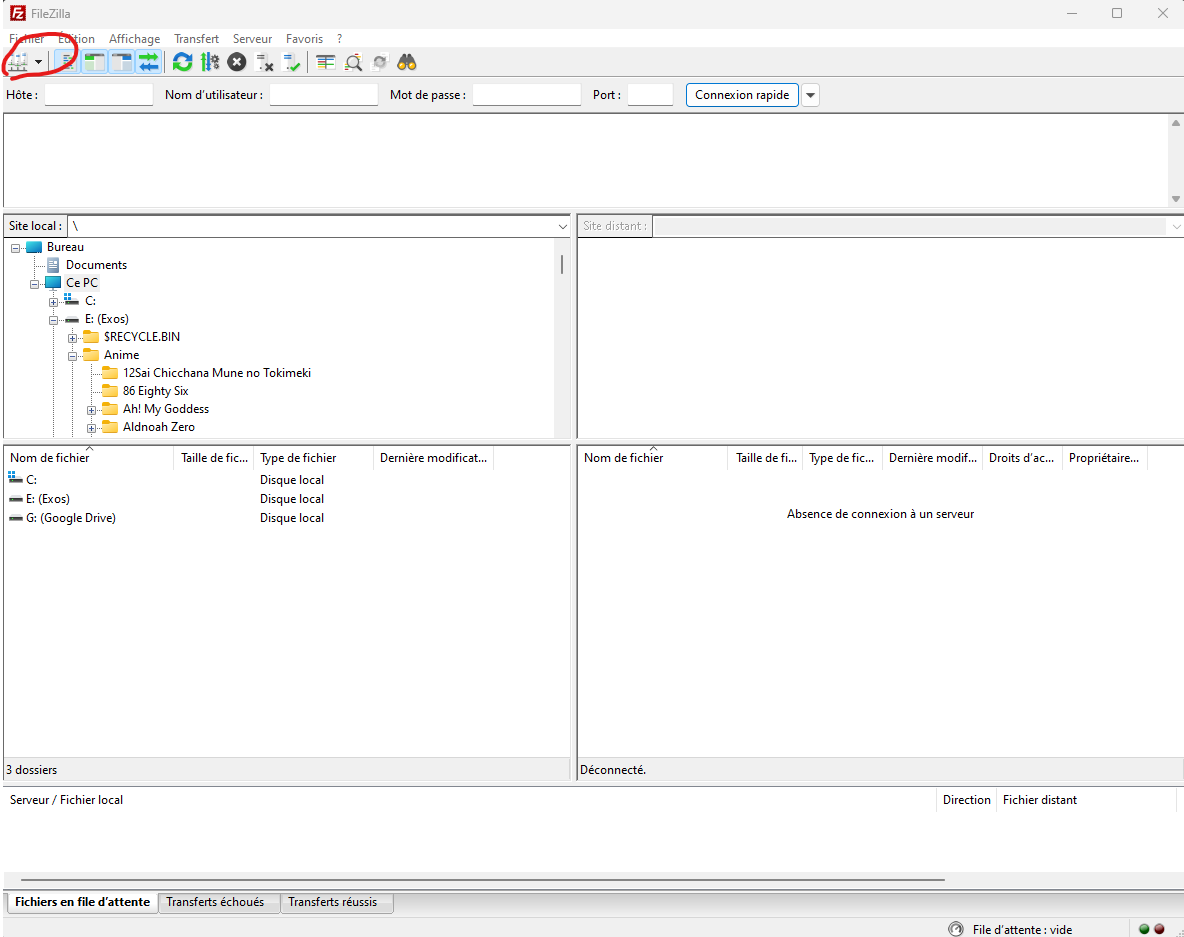 FileZilla
Fichier Édition Affichage Transfert Serveur Favoris ?
Hôte : Nom d'utilisateur : Mot de passe : Port : Connexion rapide
Site local : \ Site distant :
Bureau
Documents
Ce PC
C:
E: (Exos)
$RECYCLE.BIN
Anime
12Sai Chicchana Mune no Tokimeki
86 Eighty Six
Ah! My Goddess
Aldnoah Zero
Nom de fichier Taille de fic... Type de fichier Dernière modificat...
C: Disque local
E: (Exos) Disque local
G: (Google Drive) Disque local
3 dossiers
Nom de fichier Taille de fi... Type de fic... Dernière modif... Droits d'ac... Propriétaire...
Absence de connexion à un serveur
Déconnecté.
Serveur / Fichier local Direction Fichier distant
Fichiers en file d'attente Transferts échoués Transferts réussis
File d'attente : vide